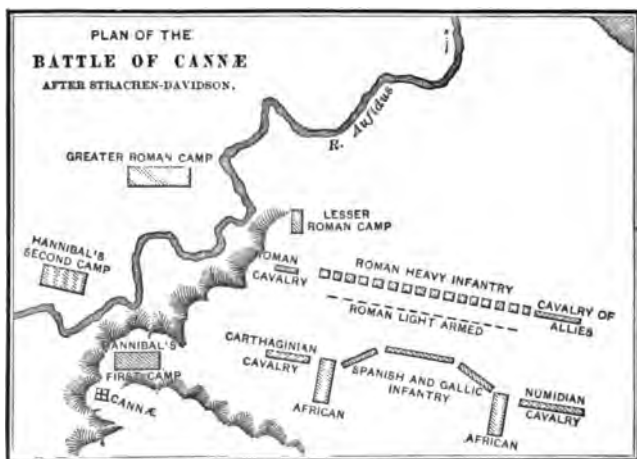 PLAN OF THE
BATTLE OF CANNÆ
AFTER STRACHEN-DAVIDSON.
R. Aufidus
GREATER ROMAN CAMP
LESSER
ROMAN CAMP
HANNIBAL'S
SECOND CAMP
ROMAN
CAVALRY
ROMAN HEAVY INFANTRY
CAVALRY OF
ALLIES
ROMAN LIGHT ARMED
HANNIBAL'S
FIRST CAMP
CANNÆ
CARTHAGINIAN
CAVALRY
SPANISH AND GALLIC
INFANTRY
AFRICAN
AFRICAN
NUMIDIAN
CAVALRY